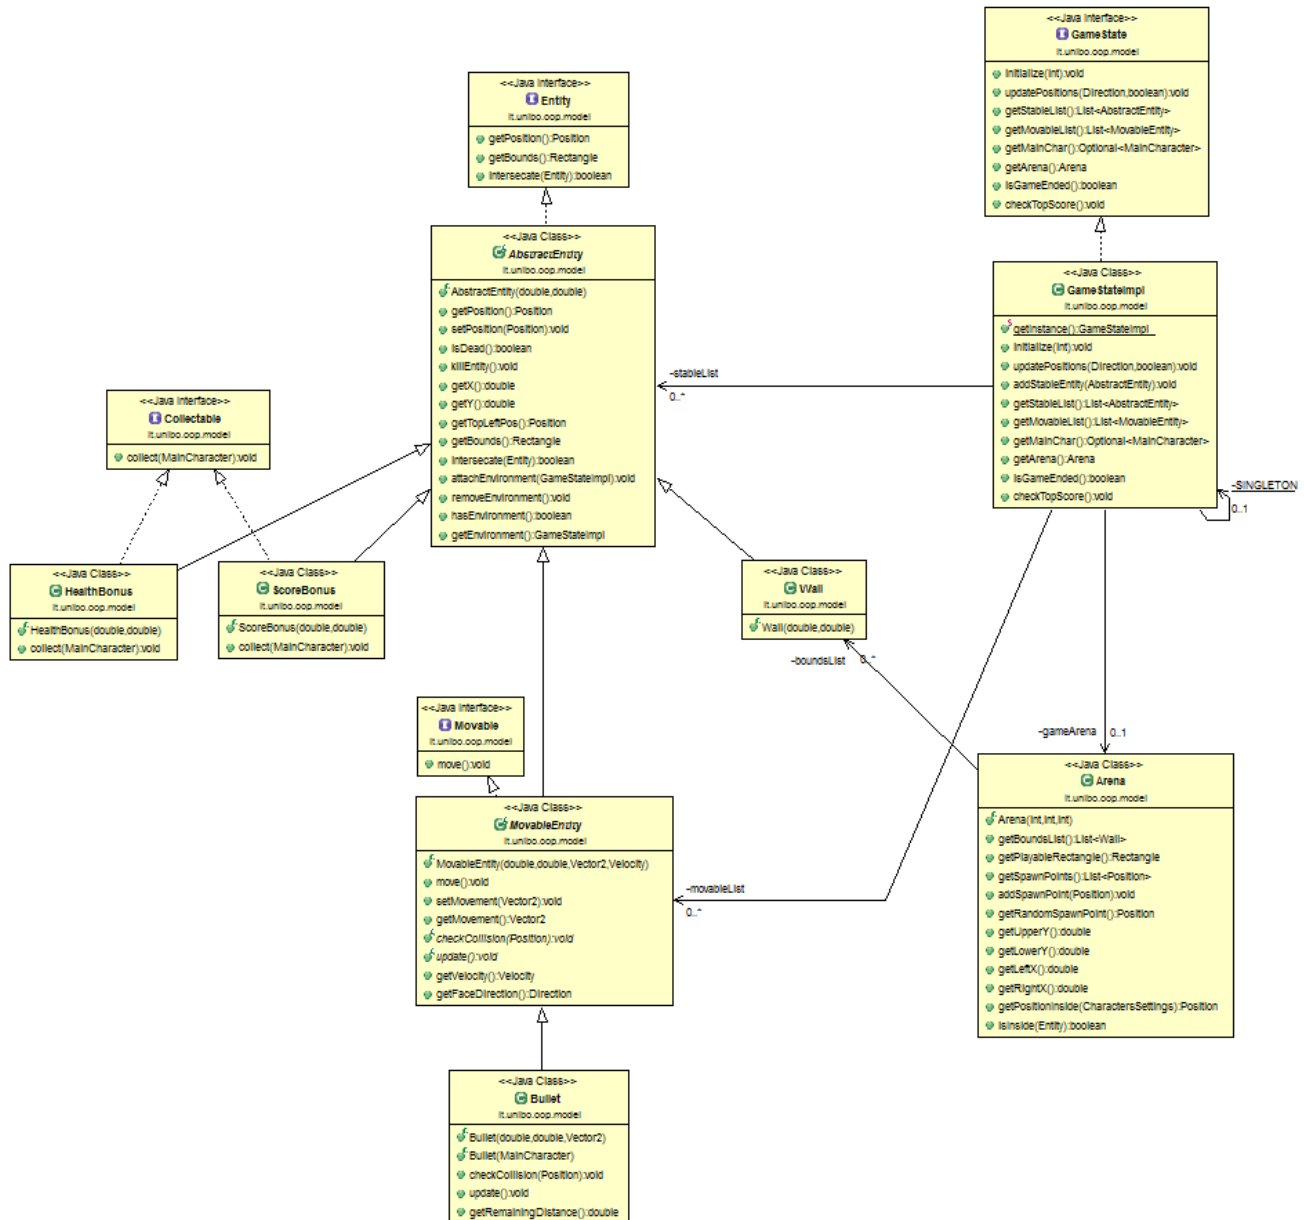 <<Java Interface>>
GameState
it.unibo.oop.model
initialize(int):void
updatePositions(Direction,boolean):void
getStableList():List<AbstractEntity>
getMovableList():List<MovableEntity>
getMainChar():Optional<MainCharacter>
getArena():Arena
isGameEnded():boolean
checkTopScore():void
<<Java Interface>>
Entity
it.unibo.oop.model
getPosition():Position
getBounds():Rectangle
intersecate(Entity):boolean
<<Java Class>>
AbstractEntity
it.unibo.oop.model
AbstractEntity(double,double)
getPosition():Position
setPosition(Position):void
isDead():boolean
killEntity():void
getX():double
getY():double
getTopLeftPos():Position
getBounds():Rectangle
intersecate(Entity):boolean
attachEnvironment(GameStateImpl):void
removeEnvironment():void
hasEnvironment():boolean
getEnvironment():GameStateImpl
<<Java Class>>
GameStateImpl
it.unibo.oop.model
getInstance():GameStateImpl
initialize(int):void
updatePositions(Direction,boolean):void
addStableEntity(AbstractEntity):void
getStableList():List<AbstractEntity>
getMovableList():List<MovableEntity>
getMainChar():Optional<MainCharacter>
getArena():Arena
isGameEnded():boolean
checkTopScore():void
-stableList
0..*
-SINGLETON
0..1
<<Java Interface>>
Collectable
it.unibo.oop.model
collect(MainCharacter):void
<<Java Class>>
HealthBonus
it.unibo.oop.model
HealthBonus(double,double)
collect(MainCharacter):void
<<Java Class>>
ScoreBonus
it.unibo.oop.model
ScoreBonus(double,double)
collect(MainCharacter):void
<<Java Class>>
Wall
it.unibo.oop.model
Wall(double,double)
-boundsList
0..*
<<Java Interface>>
Movable
it.unibo.oop.model
move():void
-gameArena
0..1
<<Java Class>>
Arena
it.unibo.oop.model
Arena(int,int,int)
getBoundsList():List<Wall>
getPlayableRectangle():Rectangle
getSpawnPoints():List<Position>
addSpawnPoint(Position):void
getRandomSpawnPoint():Position
getUpperY():double
getLowerY():double
getLeftX():double
getRightX():double
getPositionInside(CharactersSettings):Position
isInside(Entity):boolean
<<Java Class>>
MovableEntity
it.unibo.oop.model
MovableEntity(double,double,Vector2,Velocity)
move():void
setMovement(Vector2):void
getMovement():Vector2
checkCollision(Position):void
update():void
getVelocity():Velocity
getFaceDirection():Direction
-movableList
0..*
<<Java Class>>
Bullet
it.unibo.oop.model
Bullet(double,double,Vector2)
Bullet(MainCharacter)
checkCollision(Position):void
update():void
getRemainingDistance():double